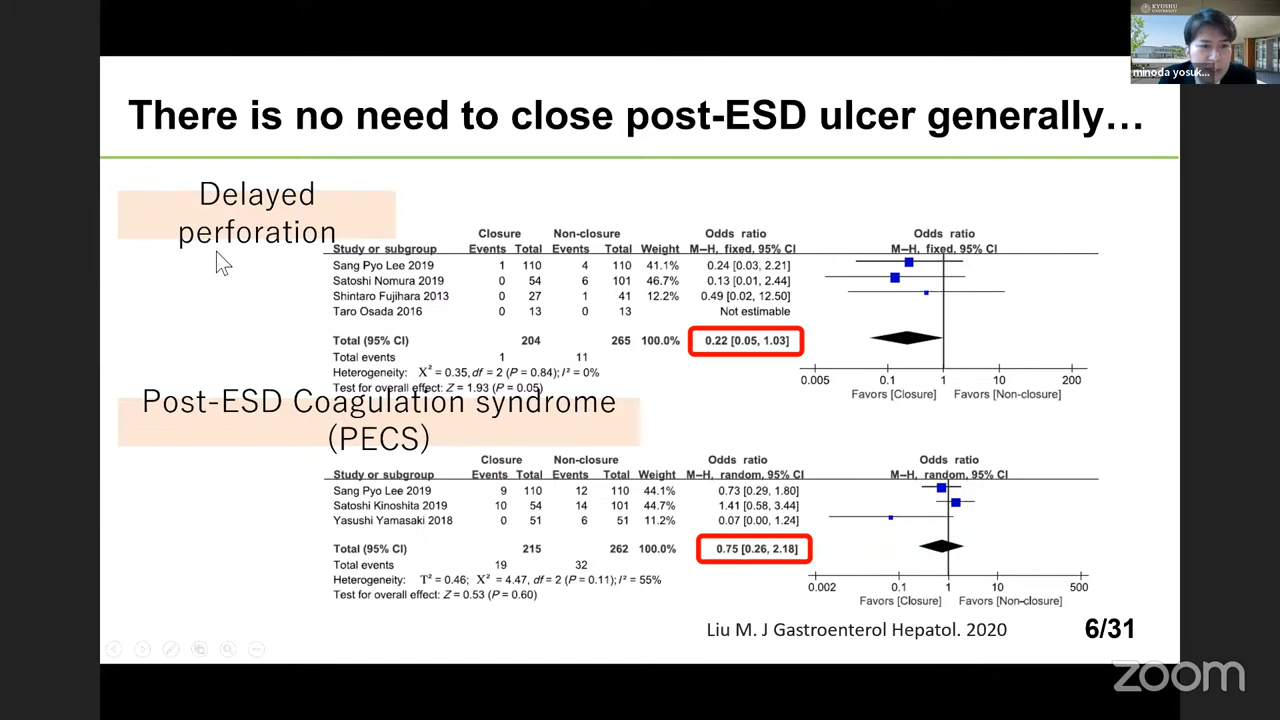 KYUSHU
UNIVERSITY
minoda yosuk...
There is no need to close post-ESD ulcer generally…
Delayed
perforation
Closure Non-closure Odds ratio Odds ratio
Study or subgroup Events Total Events Total Weight M–H, fixed, 95% CI M–H, fixed, 95% CI
Sang Pyo Lee 2019 1 110 4 110 41.1% 0.24 [0.03, 2.21]
Satoshi Nomura 2019 0 54 6 101 46.7% 0.13 [0.01, 2.44]
Shintaro Fujihara 2013 0 27 1 41 12.2% 0.49 [0.02, 12.50]
Taro Osada 2016 0 13 0 13 Not estimable
Total (95% CI) 204 265 100.0% 0.22 [0.05, 1.03]
Total events 1 11
Heterogeneity: X² = 0.35, df = 2 (P = 0.84); I² = 0%
Test for overall effect: Z = 1.93 (P = 0.05)
0.005 0.1 1 10 200
Favors [Closure] Favors [Non-closure]
Post-ESD Coagulation syndrome
(PECS)
Closure Non-closure Odds ratio Odds ratio
Study or subgroup Events Total Events Total Weight M–H, random, 95% CI M–H, random, 95% CI
Sang Pyo Lee 2019 9 110 12 110 44.1% 0.73 [0.29, 1.80]
Satoshi Kinoshita 2019 10 54 14 101 44.7% 1.41 [0.58, 3.44]
Yasushi Yamasaki 2018 0 51 6 51 11.2% 0.07 [0.00, 1.24]
Total (95% CI) 215 262 100.0% 0.75 [0.26, 2.18]
Total events 19 32
Heterogeneity: T² = 0.46; X² = 4.47, df = 2 (P = 0.11); I² = 55%
Test for overall effect: Z = 0.53 (P = 0.60)
0.002 0.1 1 10 500
Favors [Closure] Favors [Non-closure]
Liu M. J Gastroenterol Hepatol. 2020
6/31
zoom